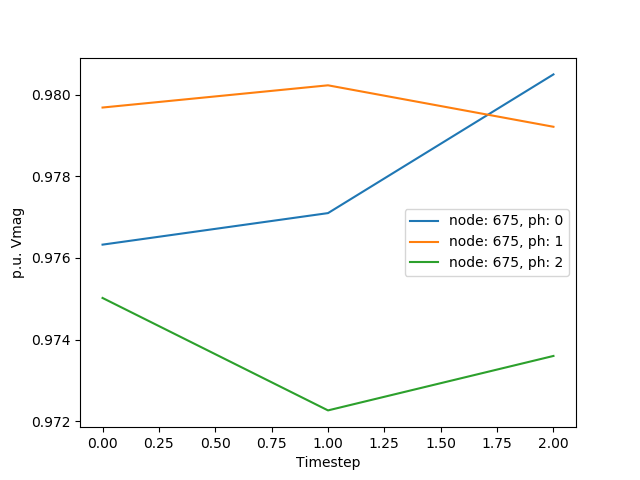 0.980
0.978
0.976
0.974
0.972
p.u. Vmag
node: 675, ph: 0
node: 675, ph: 1
node: 675, ph: 2
0.00 0.25 0.50 0.75 1.00 1.25 1.50 1.75 2.00
Timestep